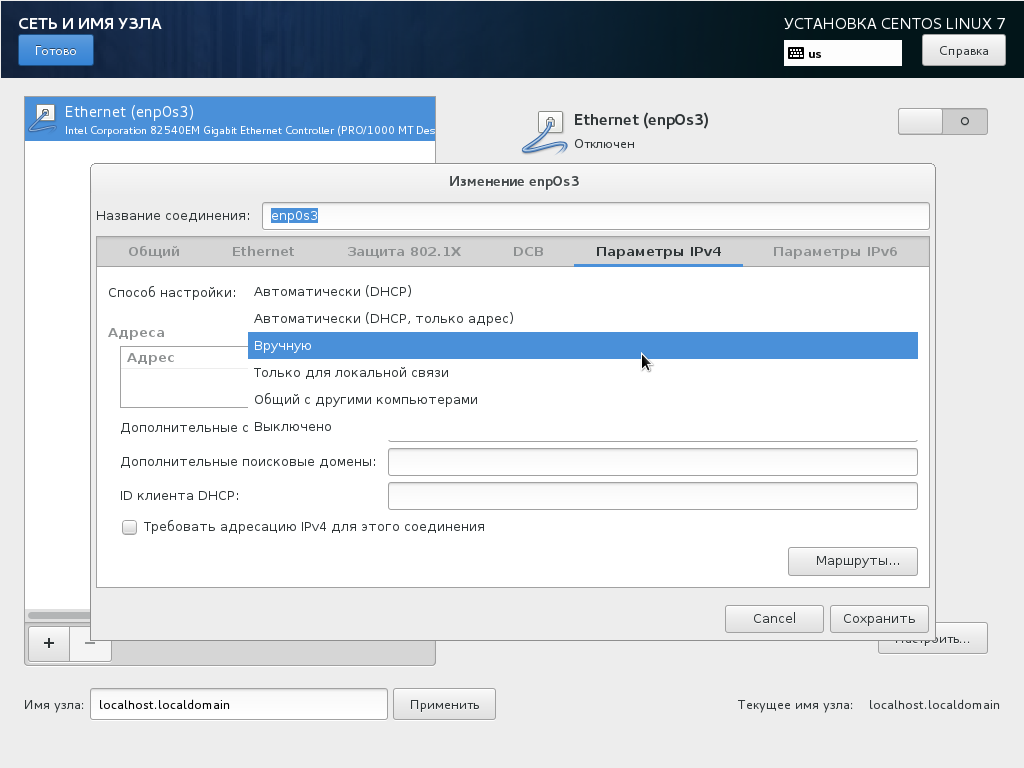 СЕТЬ И ИМЯ УЗЛА
УСТАНОВКА CENTOS LINUX 7
Готово
us
Справка
Ethernet (enp0s3)
Intel Corporation 82540EM Gigabit Ethernet Controller (PRO/1000 MT Des
Ethernet (enp0s3)
Отключен
Изменение enp0s3
Название соединения:
enp0s3
Общий
Ethernet
Защита 802.1X
DCB
Параметры IPv4
Параметры IPv6
Способ настройки:
Автоматически (DHCP)
Автоматически (DHCP, только адрес)
Адреса
Вручную
Адрес
Только для локальной связи
Общий с другими компьютерами
Дополнительные с
Выключено
Дополнительные поисковые домены:
ID клиента DHCP:
Требовать адресацию IPv4 для этого соединения
Маршруты...
Cancel
Сохранить
+
−
Настроить...
Имя узла:
localhost.localdomain
Применить
Текущее имя узла:
localhost.localdomain